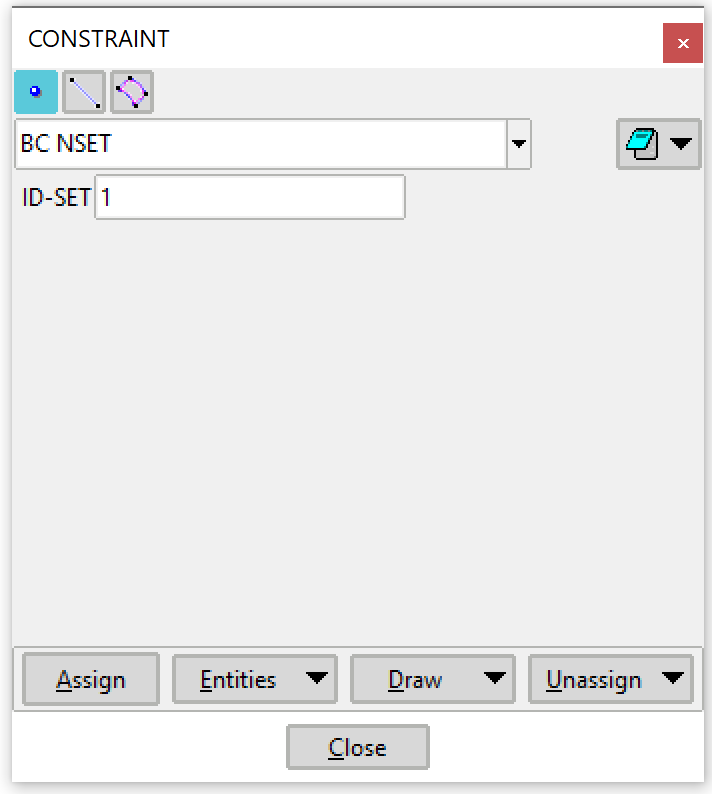 CONSTRAINT
BC NSET
ID-SET 1
Assign Entities Draw Unassign
Close